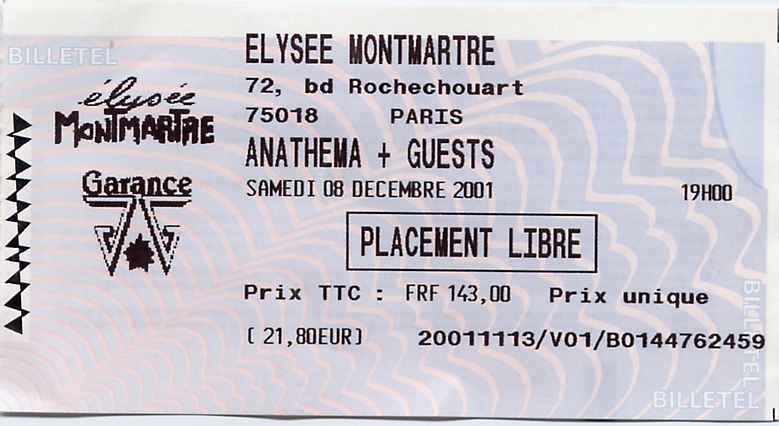 BILLETEL
ELYSEE MONTMARTRE
72, bd Rochechouart
75018 PARIS
élysée
MONTMARTRE
ANATHEMA + GUESTS
Garance
SAMEDI 08 DECEMBRE 2001 19H00
PLACEMENT LIBRE
Prix TTC : FRF 143,00 Prix unique
( 21,80EUR) 20011113/V01/B0144762459
BILLETEL
BILLETEL